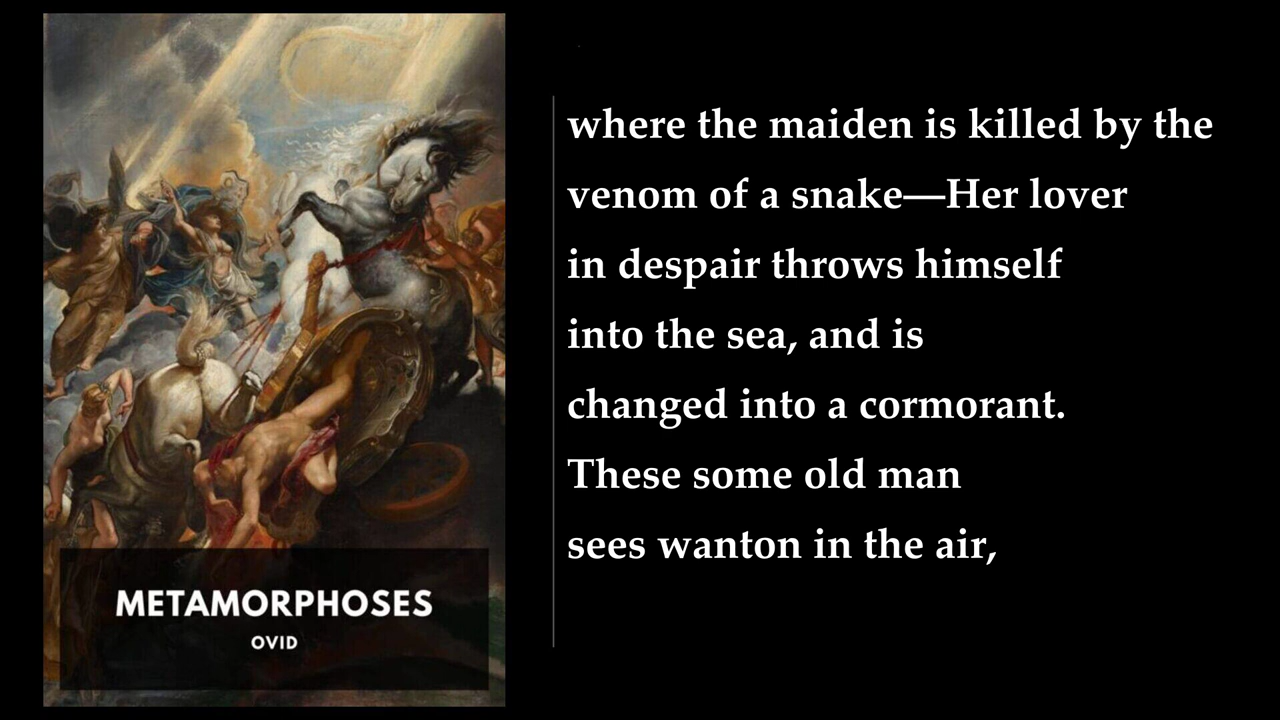 METAMORPHOSES
OVID
where the maiden is killed by the
venom of a snake—Her lover
in despair throws himself
into the sea, and is
changed into a cormorant.
These some old man
sees wanton in the air,